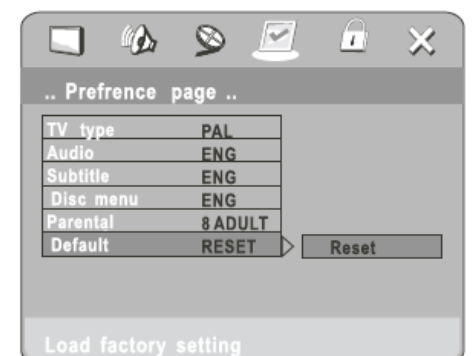 .. Prefrence page ..
TV type PAL
Audio ENG
Subtitle ENG
Disc menu ENG
Parental 8 ADULT
Default RESET Reset
Load factory setting